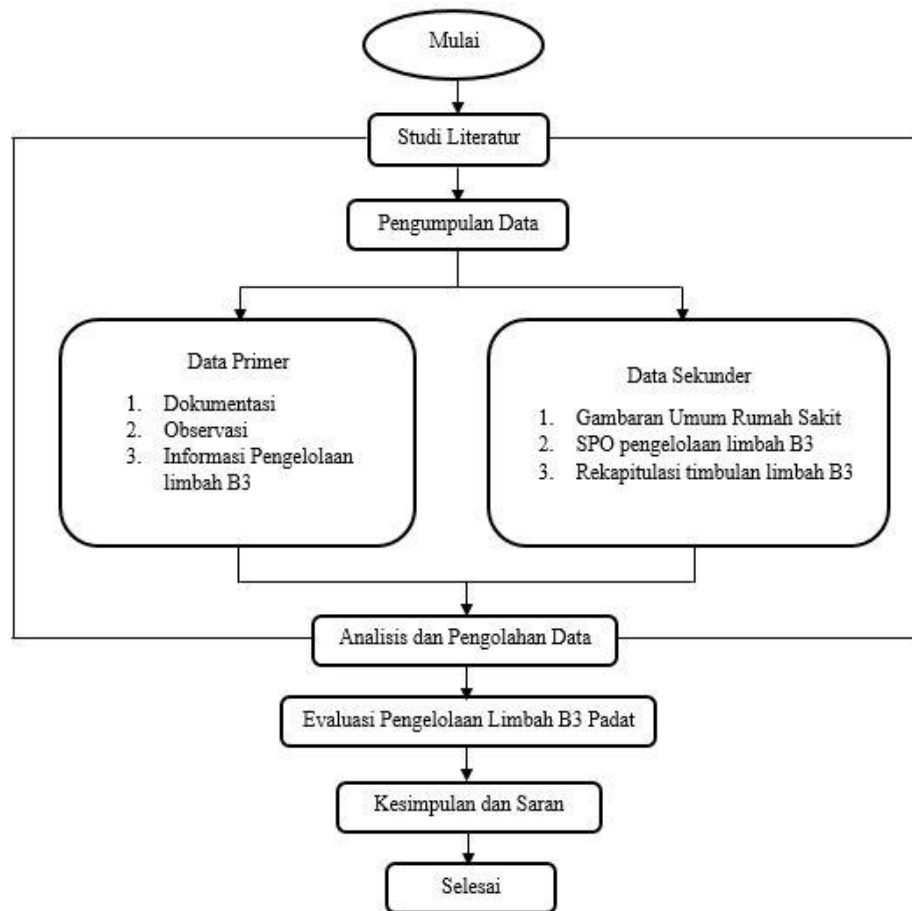 Mulai
Studi Literatur
Pengumpulan Data
Data Primer
1. Dokumentasi
2. Observasi
3. Informasi Pengelolaan
limbah B3
Data Sekunder
1. Gambaran Umum Rumah Sakit
2. SPO pengelolaan limbah B3
3. Rekapitulasi timbulan limbah B3
Analisis dan Pengolahan Data
Evaluasi Pengelolaan Limbah B3 Padat
Kesimpulan dan Saran
Selesai